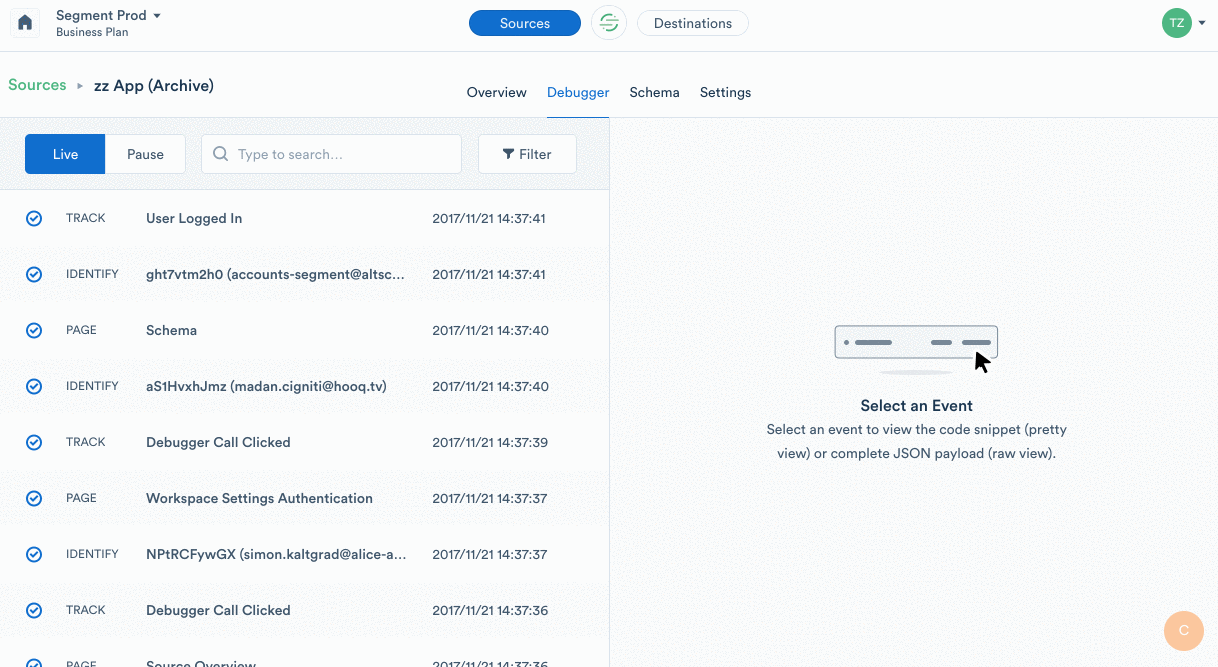 Segment Prod
Business Plan
Sources
Destinations
TZ
Sources ▸ zz App (Archive)
Overview
Debugger
Schema
Settings
Live
Pause
Type to search...
Filter
TRACK User Logged In 2017/11/21 14:37:41
IDENTIFY ght7vtm2h0 (accounts-segment@altsc... 2017/11/21 14:37:41
PAGE Schema 2017/11/21 14:37:40
IDENTIFY aS1HvxhJmz (madan.cigniti@hooq.tv) 2017/11/21 14:37:40
TRACK Debugger Call Clicked 2017/11/21 14:37:39
PAGE Workspace Settings Authentication 2017/11/21 14:37:37
IDENTIFY NPtRCFywGX (simon.kaltgrad@alice-a... 2017/11/21 14:37:37
TRACK Debugger Call Clicked 2017/11/21 14:37:36
PAGE Source Overview 2017/11/21 14:37:36
Select an Event
Select an event to view the code snippet (pretty
view) or complete JSON payload (raw view).
C